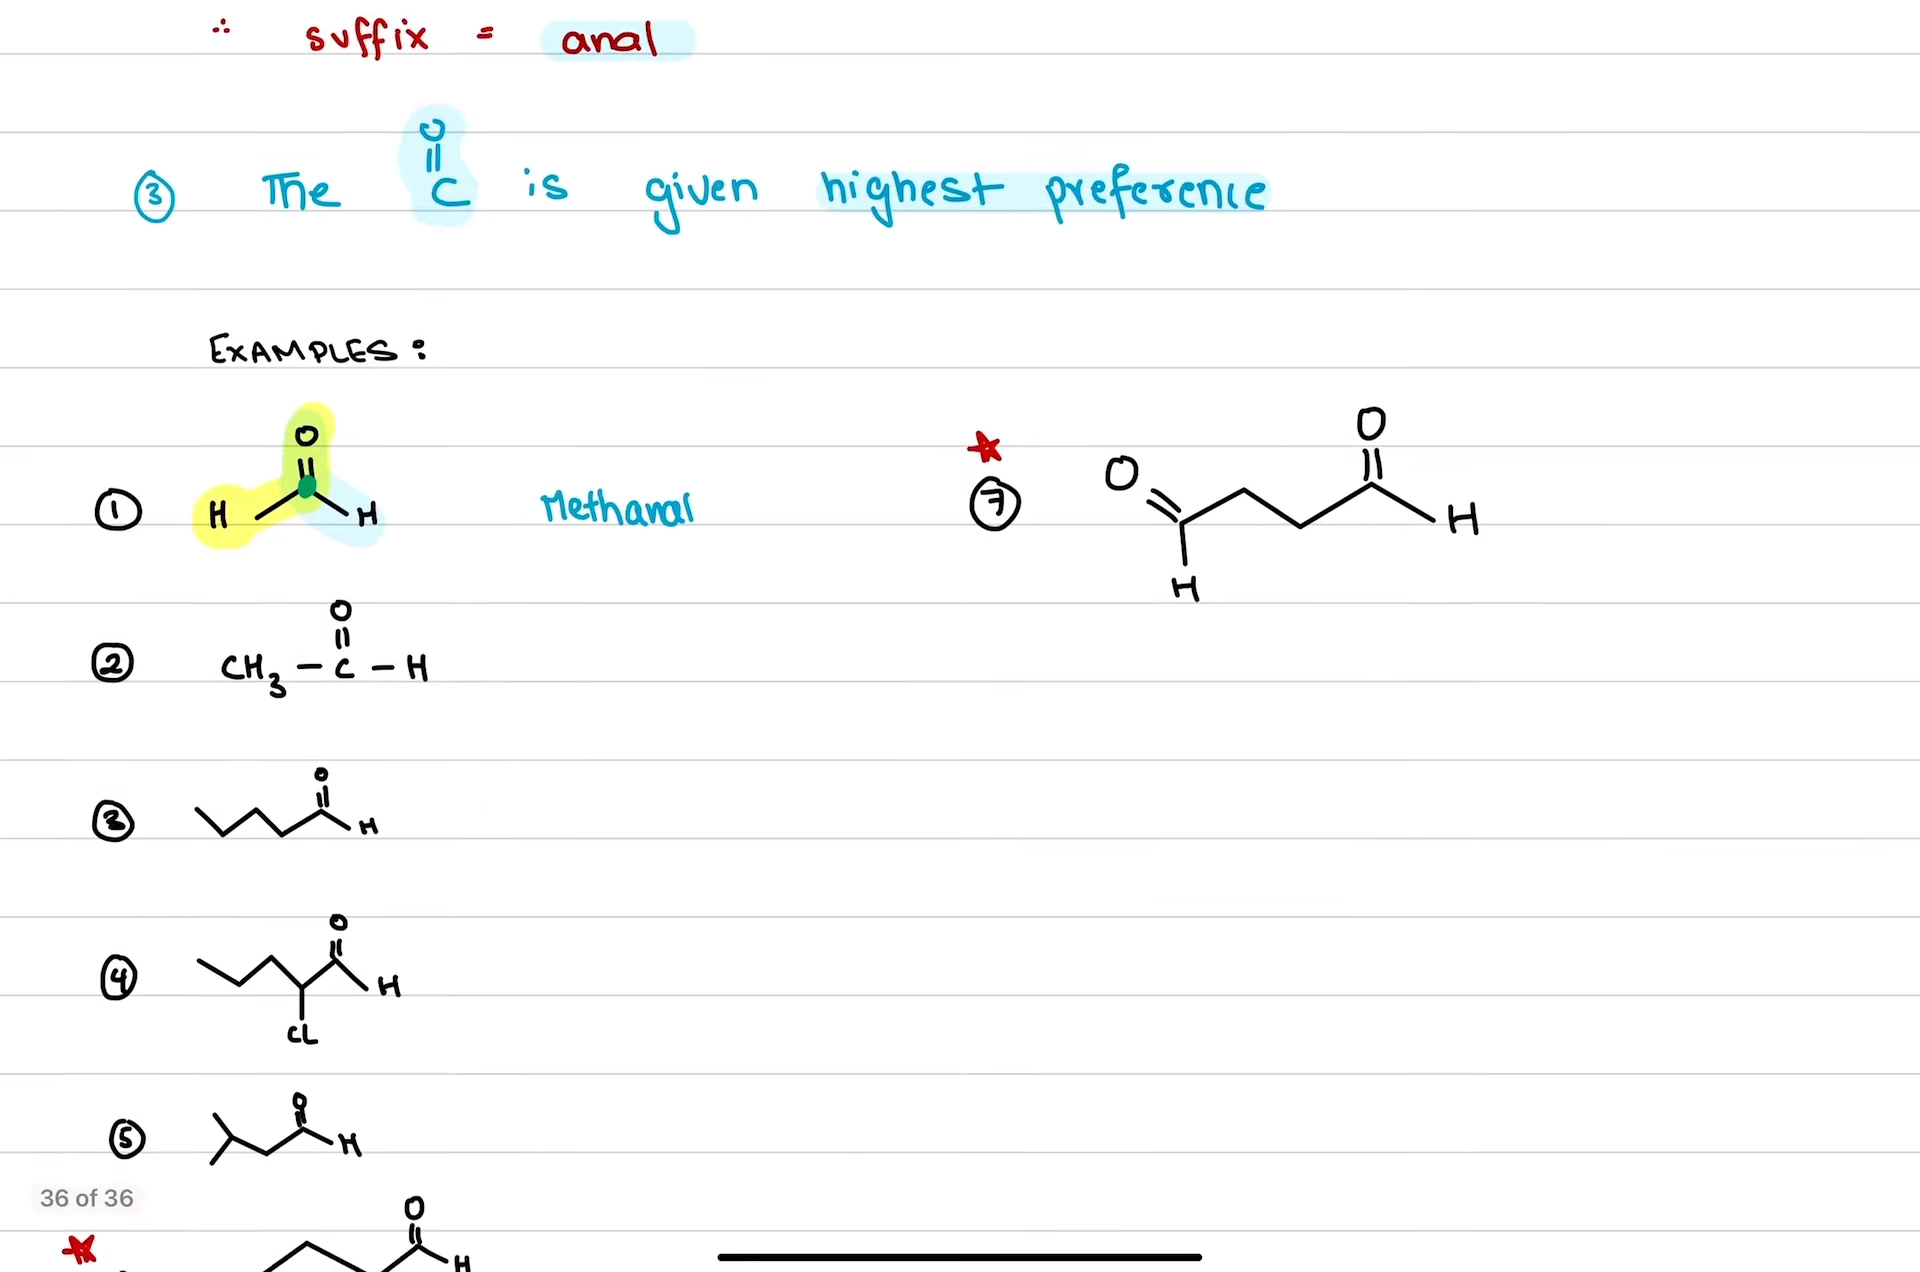 ∴ suffix = anal
O
||
③ The C is given highest preference
EXAMPLES :
① H O H Methanal
② CH3 - C - H
O
③ O H
④ O H
CL
⑤ O H
36 of 36
O
H
⑦ O O H
H